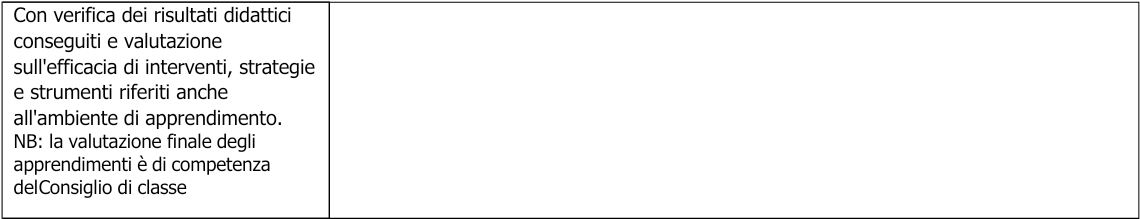 Con verifica dei risultati didattici
conseguiti e valutazione
sull'efficacia di interventi, strategie
e strumenti riferiti anche
all'ambiente di apprendimento.
NB: la valutazione finale degli
apprendimenti è di competenza
delConsiglio di classe